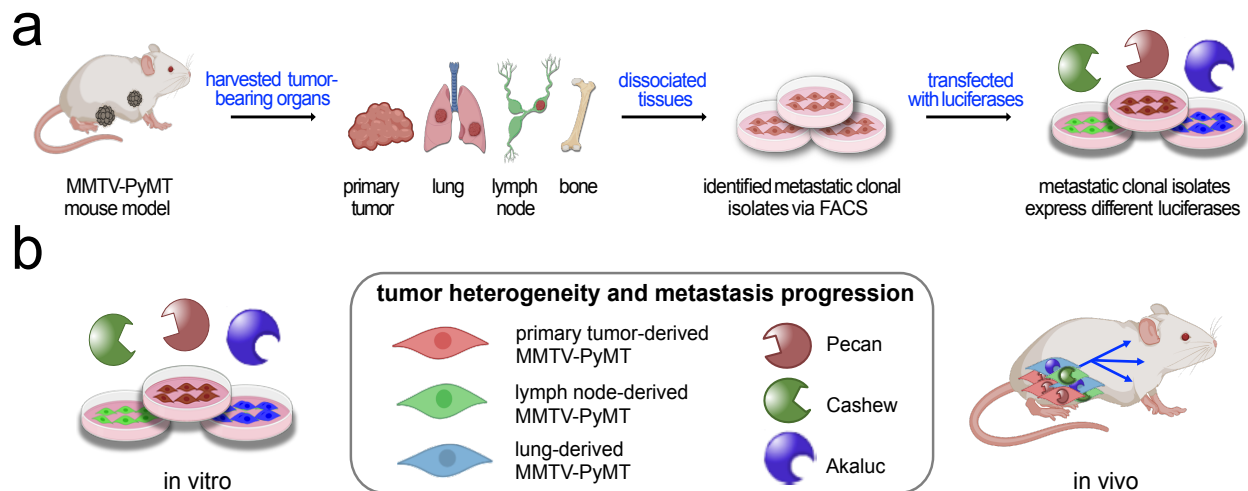 a
harvested tumor-
bearing organs
dissociated
tissues
transfected
with luciferases
MMTV-PyMT
mouse model
primary
tumor
lung
lymph
node
bone
identified metastatic clonal
isolates via FACS
metastatic clonal isolates
express different luciferases
b
tumor heterogeneity and metastasis progression
primary tumor-derived
MMTV-PyMT
Pecan
lymph node-derived
MMTV-PyMT
Cashew
lung-derived
MMTV-PyMT
Akaluc
in vitro
in vivo